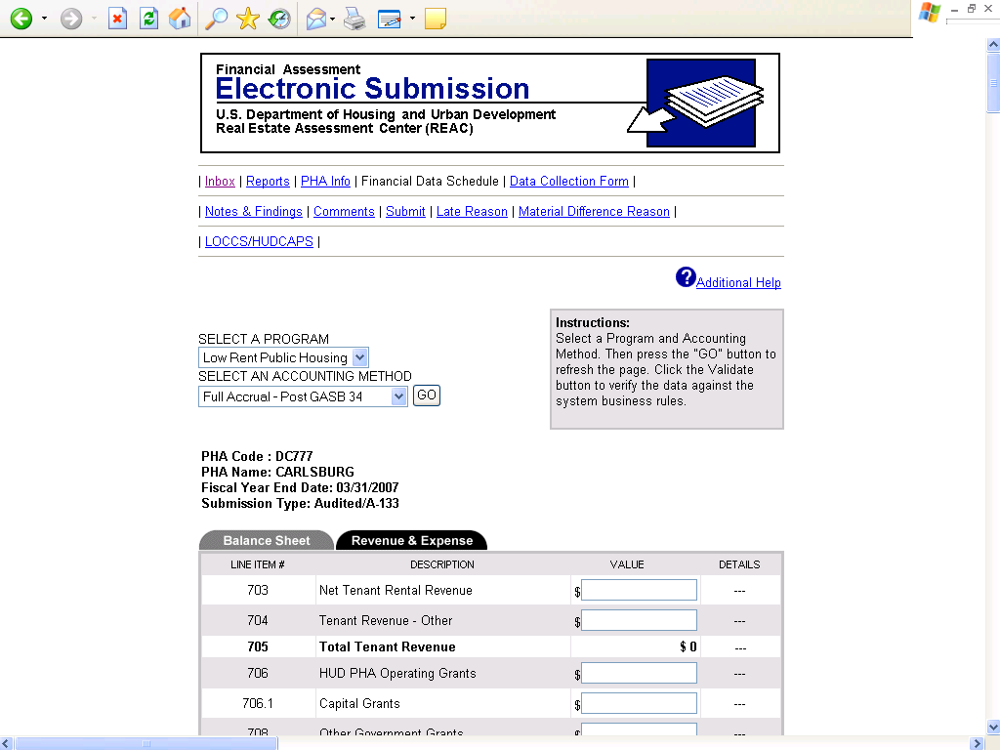 Financial Assessment
Electronic Submission
U.S. Department of Housing and Urban Development
Real Estate Assessment Center (REAC)
| Inbox | Reports | PHA Info | Financial Data Schedule | Data Collection Form |
| Notes & Findings | Comments | Submit | Late Reason | Material Difference Reason |
| LOCCS/HUDCAPS |
? Additional Help
SELECT A PROGRAM
Low Rent Public Housing
SELECT AN ACCOUNTING METHOD
Full Accrual - Post GASB 34 GO
Instructions:
Select a Program and Accounting
Method. Then press the "GO" button to
refresh the page. Click the Validate
button to verify the data against the
system business rules.
PHA Code : DC777
PHA Name: CARLSBURG
Fiscal Year End Date: 03/31/2007
Submission Type: Audited/A-133
Balance Sheet Revenue & Expense
LINE ITEM # DESCRIPTION VALUE DETAILS
703 Net Tenant Rental Revenue $ ---
704 Tenant Revenue - Other $ ---
705 Total Tenant Revenue $ 0 ---
706 HUD PHA Operating Grants $ ---
706.1 Capital Grants $ ---
708 Other Government Grants $ ---